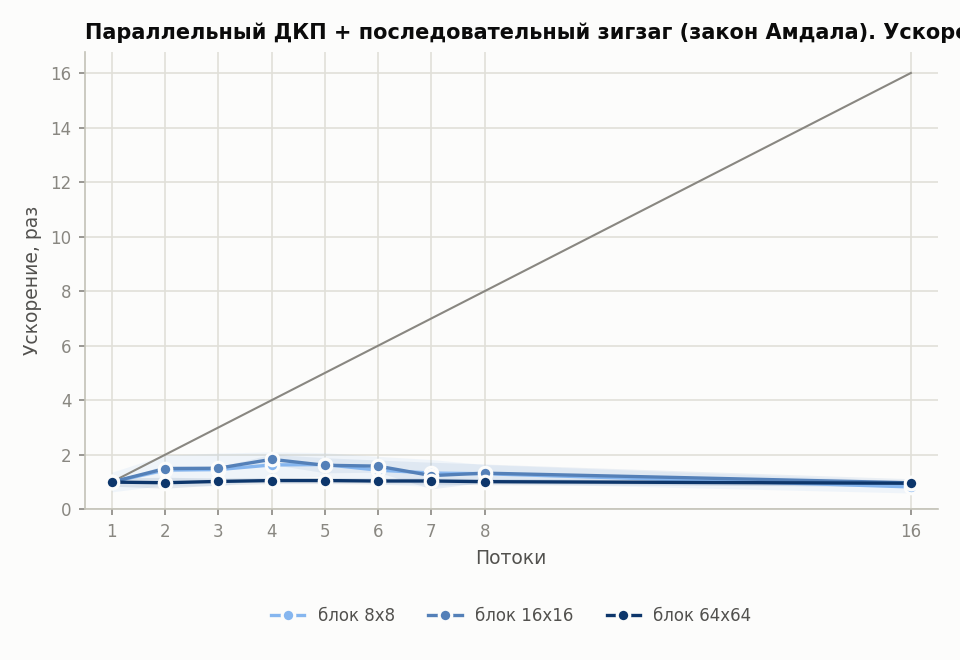 Параллельный ДКП + последовательный зигзаг (закон Амдала). Ускоре
Ускорение, раз
16
14
12
10
8
6
4
2
0
1 2 3 4 5 6 7 8 16
Потоки
блок 8x8 блок 16x16 блок 64x64